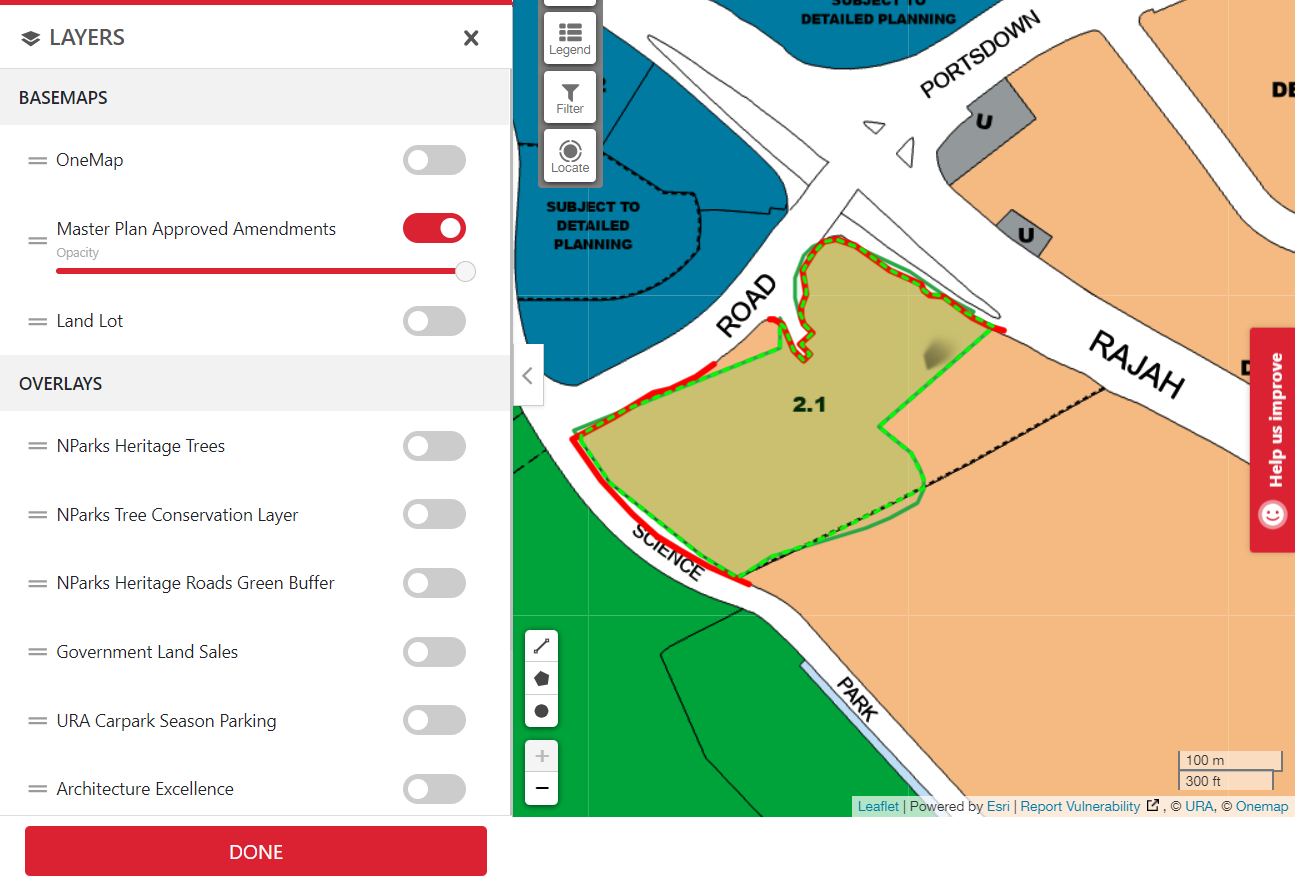 LAYERS
BASEMAPS
OneMap
Master Plan Approved Amendments
Opacity
Land Lot
OVERLAYS
NParks Heritage Trees
NParks Tree Conservation Layer
NParks Heritage Roads Green Buffer
Government Land Sales
URA Carpark Season Parking
Architecture Excellence
DONE
Legend
Filter
Locate
SUBJECT TO
DETAILED PLANNING
PORTSDOWN
U
U
SUBJECT TO
DETAILED
PLANNING
ROAD
RAJAH
2.1
SCIENCE
PARK
Help us improve
+
−
100 m
300 ft
Leaflet | Powered by Esri | Report Vulnerability , © URA, © Onemap